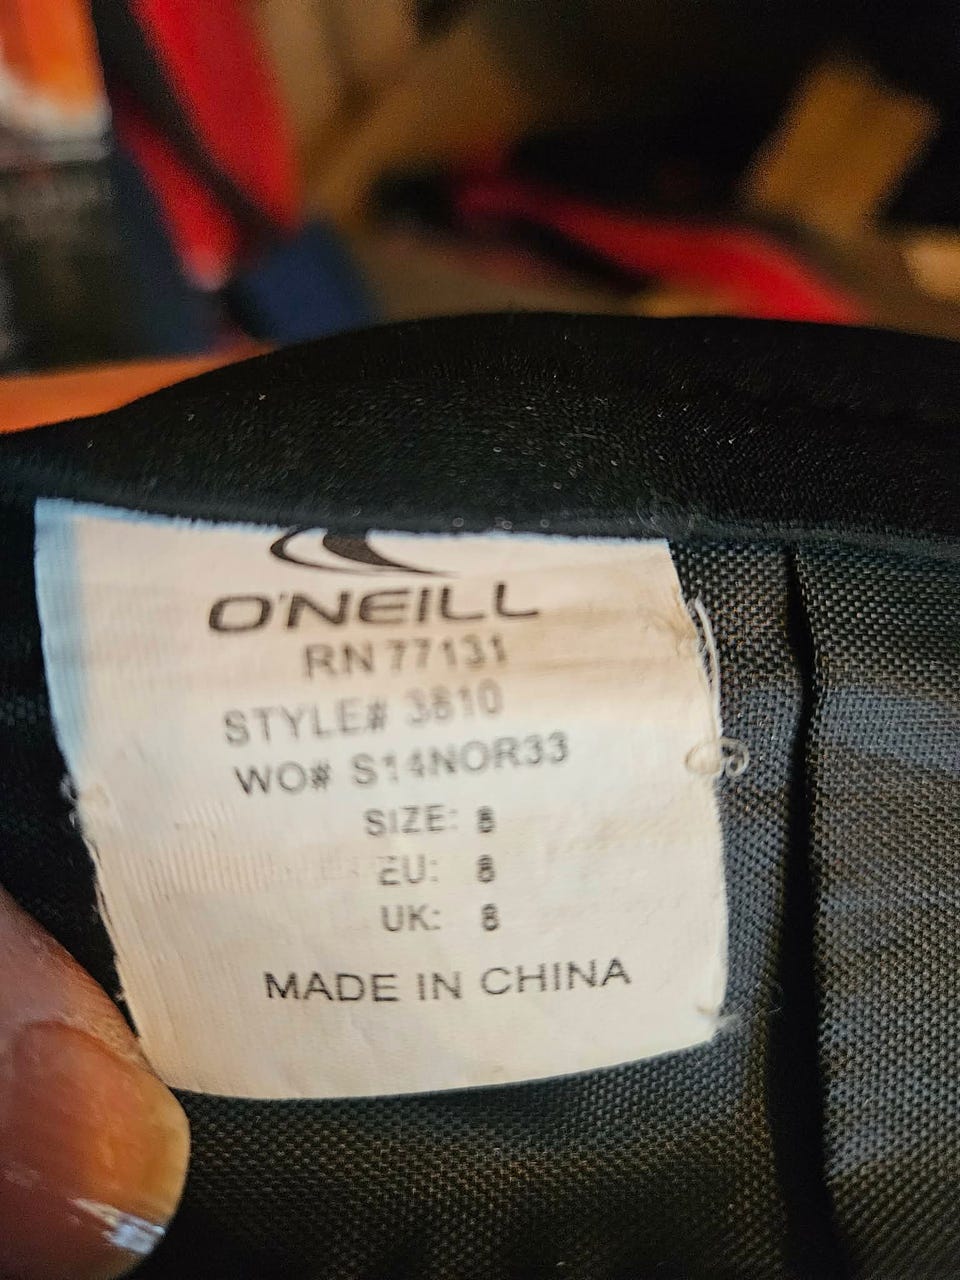 O'NEILL
RN 77131
STYLE# 3810
WO# S14NOR33
SIZE: 8
EU: 8
UK: 8
MADE IN CHINA